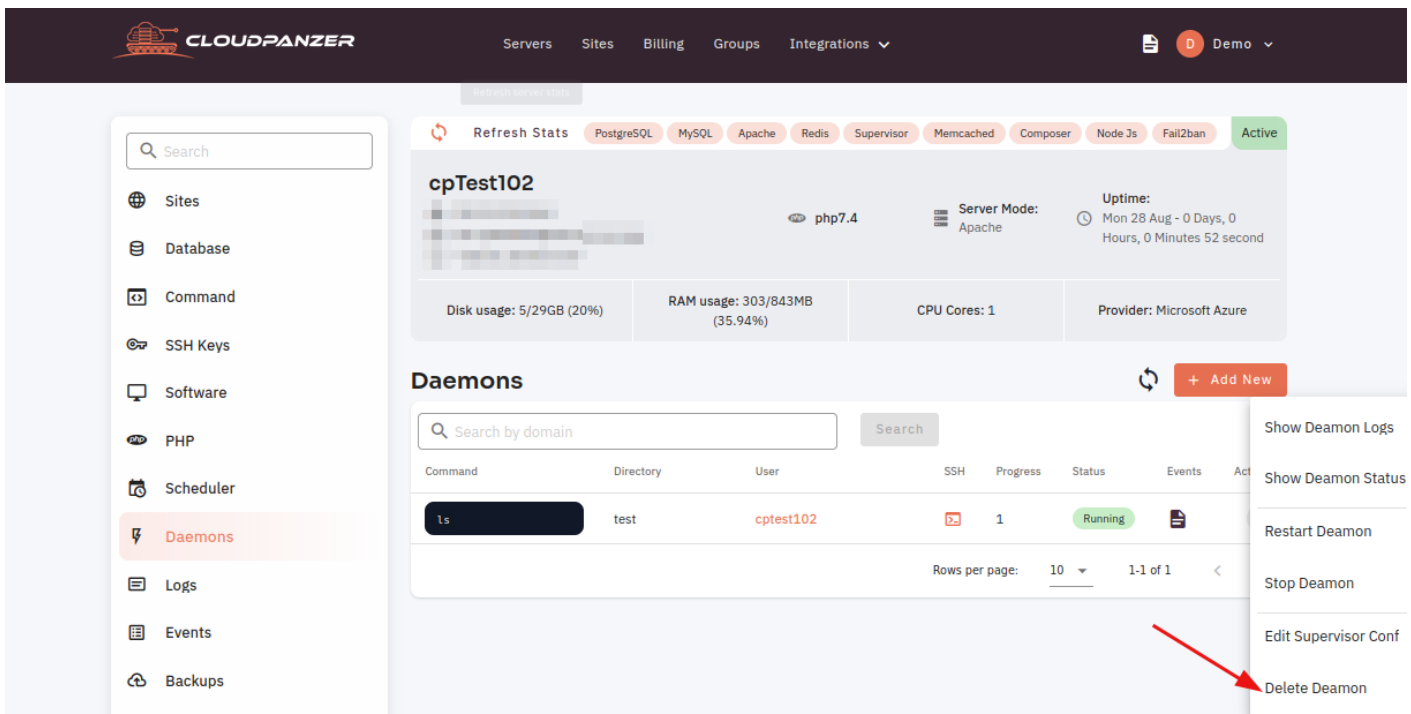 CLOUDPANZER
Servers Sites Billing Groups Integrations
D Demo
Refresh server stats
Search
Sites
Database
Command
SSH Keys
Software
PHP
Scheduler
Daemons
Logs
Events
Backups
Refresh Stats PostgreSQL MySQL Apache Redis Supervisor Memcached Composer Node Js Fail2ban Active
cpTest102
php php7.4
Server Mode:
Apache
Uptime:
Mon 28 Aug - 0 Days, 0
Hours, 0 Minutes 52 second
Disk usage: 5/29GB (20%)
RAM usage: 303/843MB
(35.94%)
CPU Cores: 1
Provider: Microsoft Azure
Daemons
+ Add New
Search by domain
Search
Command Directory User SSH Progress Status Events
ls test cptest102 1 Running
Rows per page: 10 1-1 of 1
Show Deamon Logs
Show Deamon Status
Restart Deamon
Stop Deamon
Edit Supervisor Conf
Delete Deamon